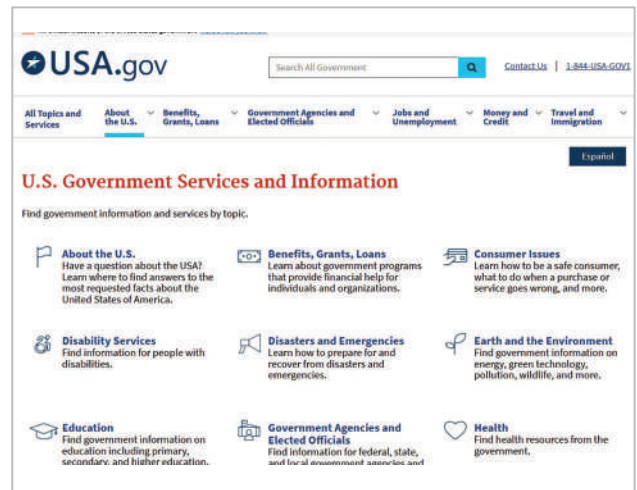 USA.gov
Search All Government
Contact Us | 1-844-USA-GOV1
All Topics and
Services
About
the U.S.
Benefits,
Grants, Loans
Government Agencies and
Elected Officials
Jobs and
Unemployment
Money and
Credit
Travel and
Immigration
Español
U.S. Government Services and Information
Find government information and services by topic.
About the U.S.
Have a question about the USA?
Learn where to find answers to the
most requested facts about the
United States of America.
Benefits, Grants, Loans
Learn about government programs
that provide financial help for
individuals and organizations.
Consumer Issues
Learn how to be a safe consumer,
what to do when a purchase or
service goes wrong, and more.
Disability Services
Find information for people with
disabilities.
Disasters and Emergencies
Learn how to prepare for and
recover from disasters and
emergencies.
Earth and the Environment
Find government information on
energy, green technology,
pollution, wildlife, and more.
Education
Find government information on
education including primary,
secondary, and higher education.
Government Agencies and
Elected Officials
Find information for federal, state,
and local government agencies and
Health
Find health resources from the
government.